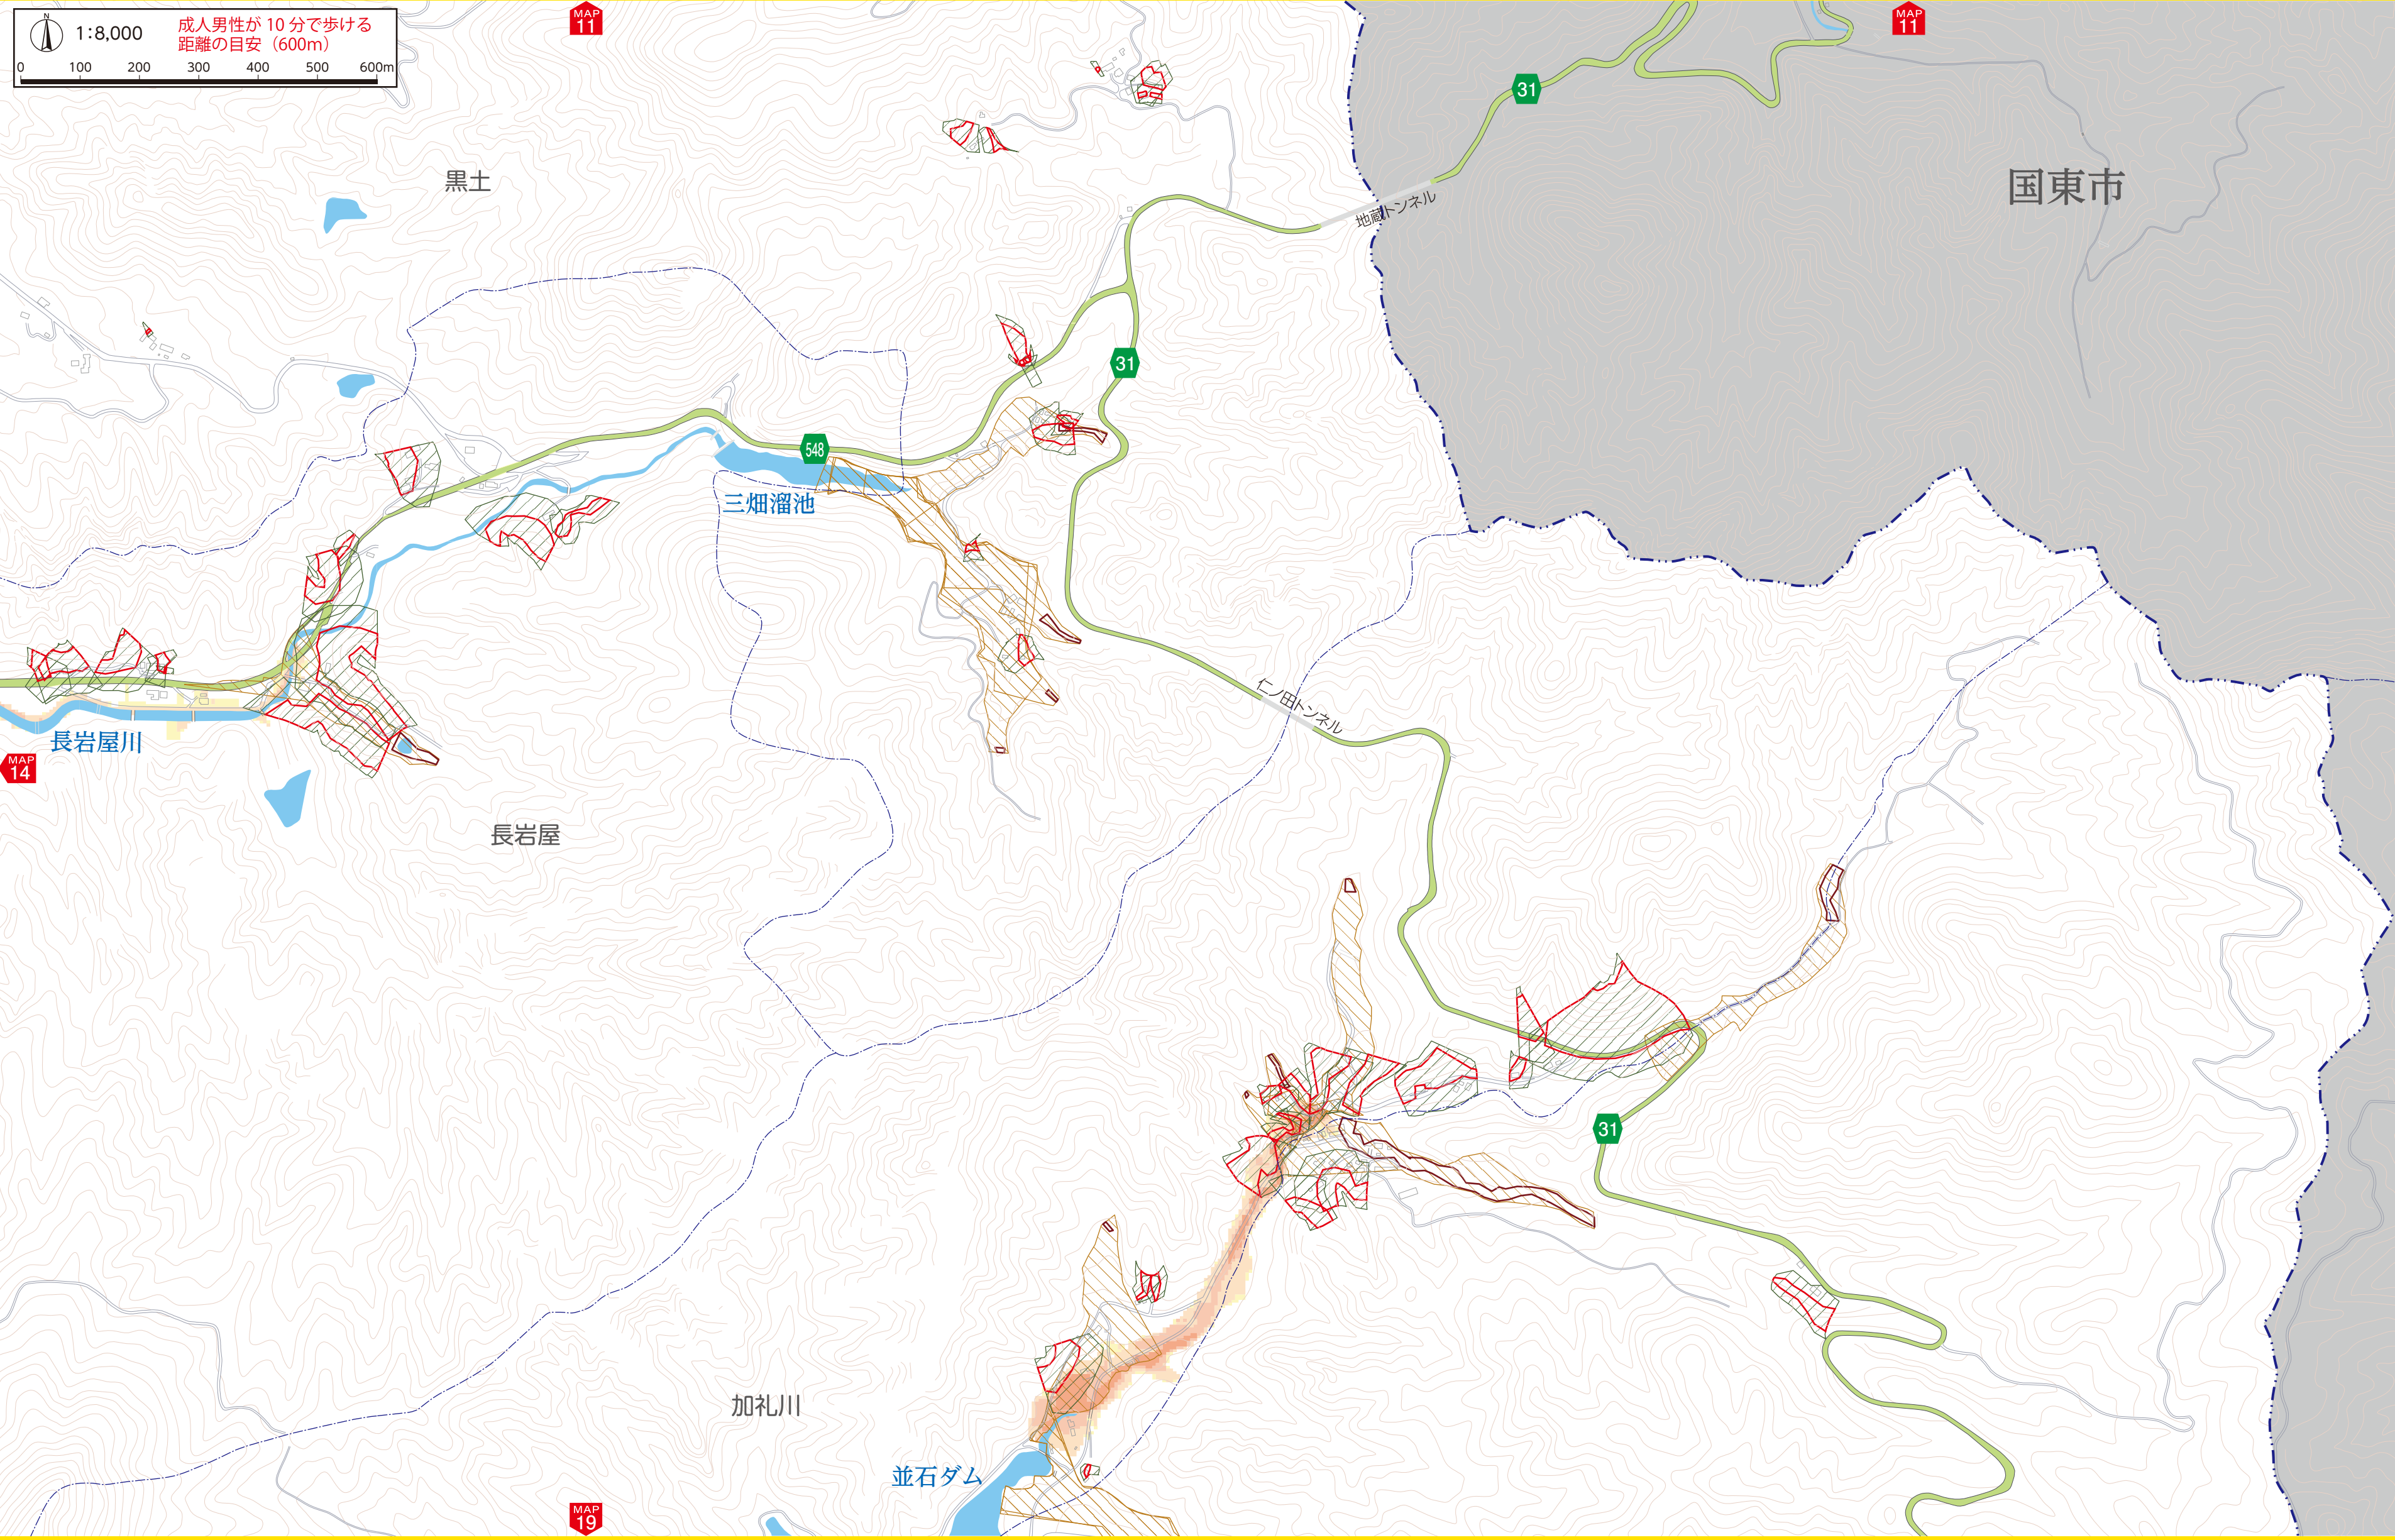 N
1:8,000
成人男性が 10 分で歩ける
距離の目安（600m）
0 100 200 300 400 500 600m
MAP
11
MAP
11
31
国東市
黒土
地蔵トンネル
31
548
三畑溜池
仁ノ田トンネル
長岩屋川
MAP
14
長岩屋
31
加礼川
並石ダム
MAP
19